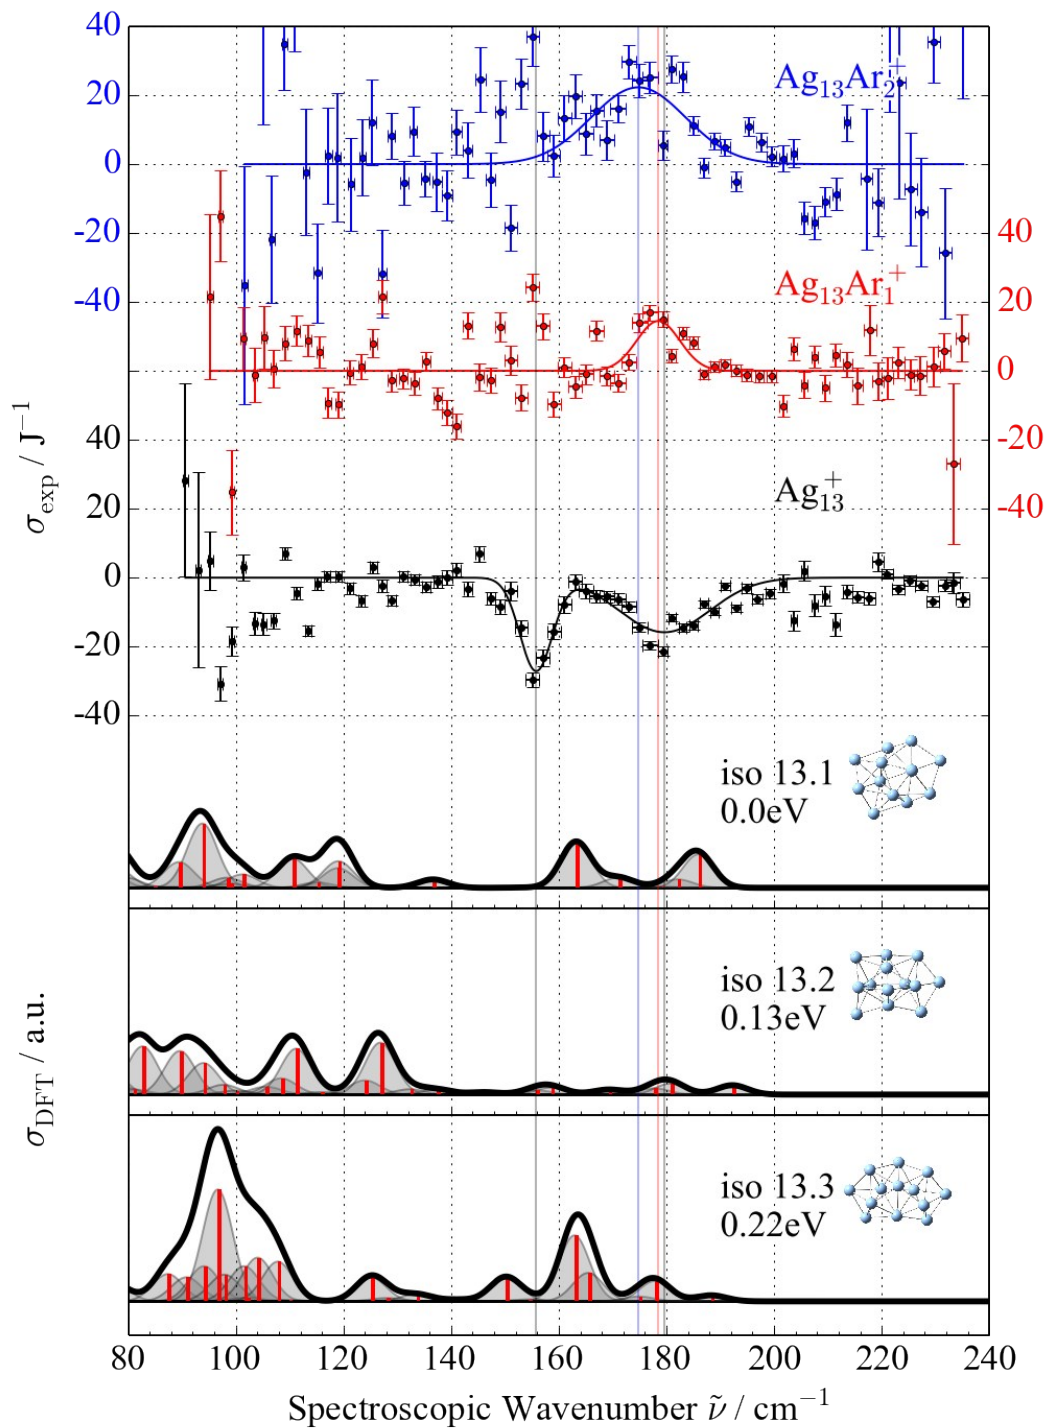 40
20
0
-20
-40
40
20
0
-20
-40
40
20
0
-20
-40
σexp / J⁻¹
Ag₁₃Ar₂⁺
Ag₁₃Ar₁⁺
Ag₁₃⁺
iso 13.1
0.0eV
iso 13.2
0.13eV
iso 13.3
0.22eV
σDFT / a.u.
80 100 120 140 160 180 200 220 240
Spectroscopic Wavenumber ν̃ / cm⁻¹